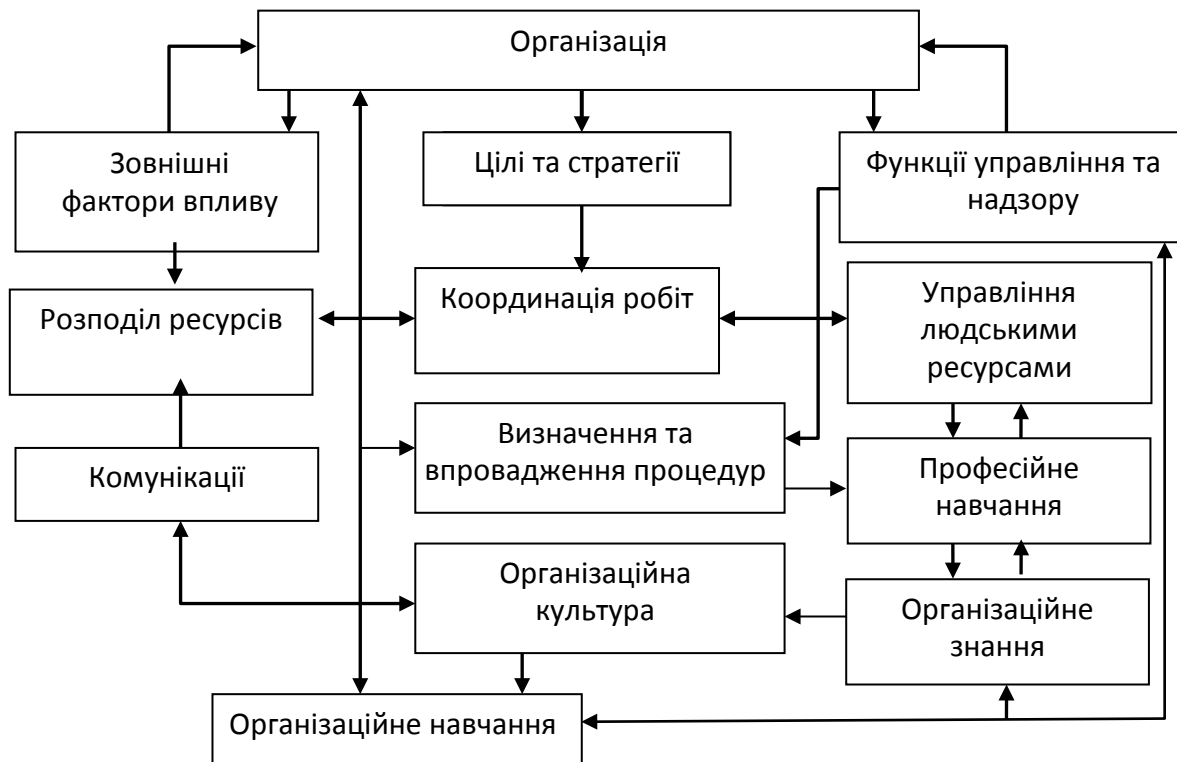 Організація
Зовнішні
фактори впливу
Цілі та стратегії
Функції управління та
надзору
Розподіл ресурсів
Координація робіт
Управління
людськими
ресурсами
Комунікації
Визначення та
впровадження процедур
Професійне
навчання
Організаційна
культура
Організаційне
знання
Організаційне навчання